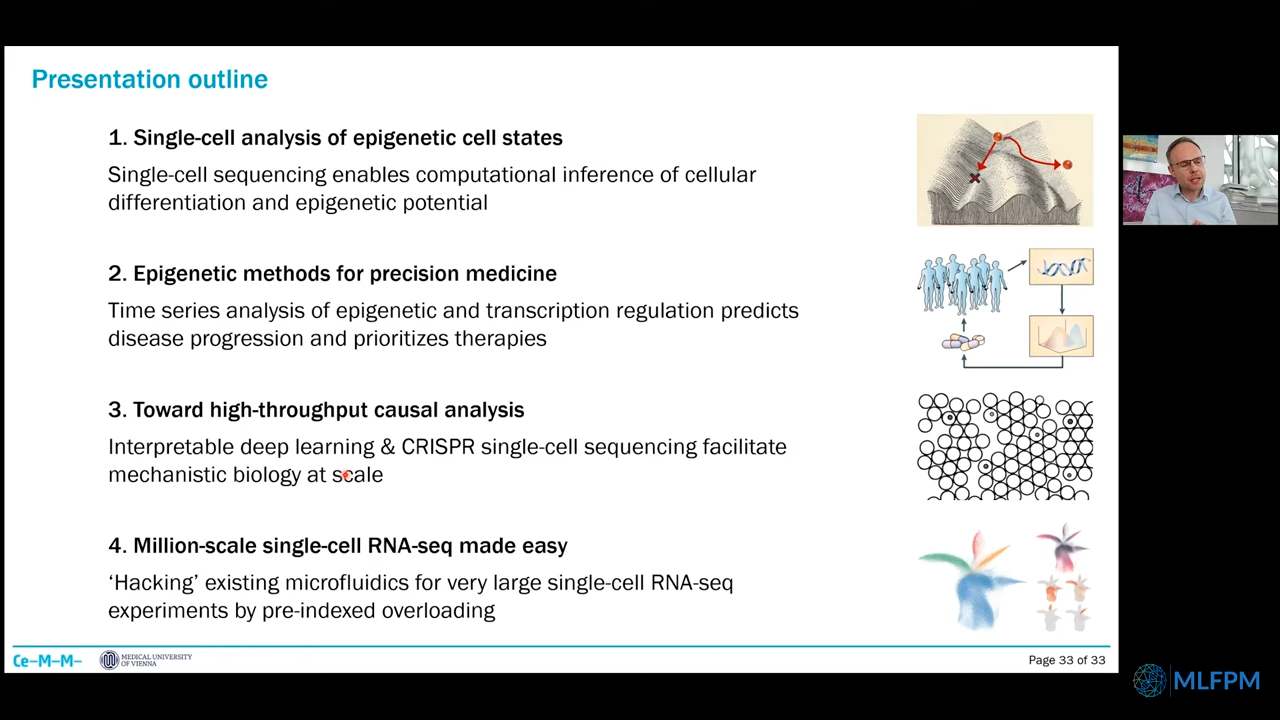 Presentation outline
1. Single-cell analysis of epigenetic cell states
Single-cell sequencing enables computational inference of cellular
differentiation and epigenetic potential
2. Epigenetic methods for precision medicine
Time series analysis of epigenetic and transcription regulation predicts
disease progression and prioritizes therapies
3. Toward high-throughput causal analysis
Interpretable deep learning & CRISPR single-cell sequencing facilitate
mechanistic biology at scale
4. Million-scale single-cell RNA-seq made easy
‘Hacking’ existing microfluidics for very large single-cell RNA-seq
experiments by pre-indexed overloading
Ce–M–M–
MEDICAL UNIVERSITY
OF VIENNA
Page 33 of 33
MLFPM